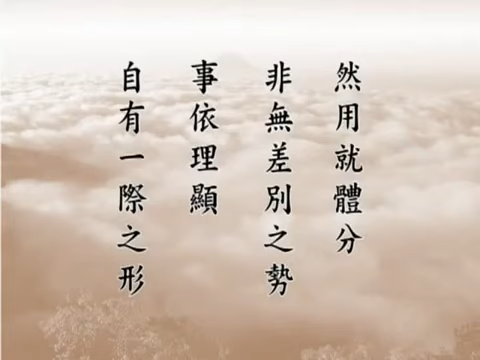 然用就體分
非無差別之勢
事依理顯
自有一際之形